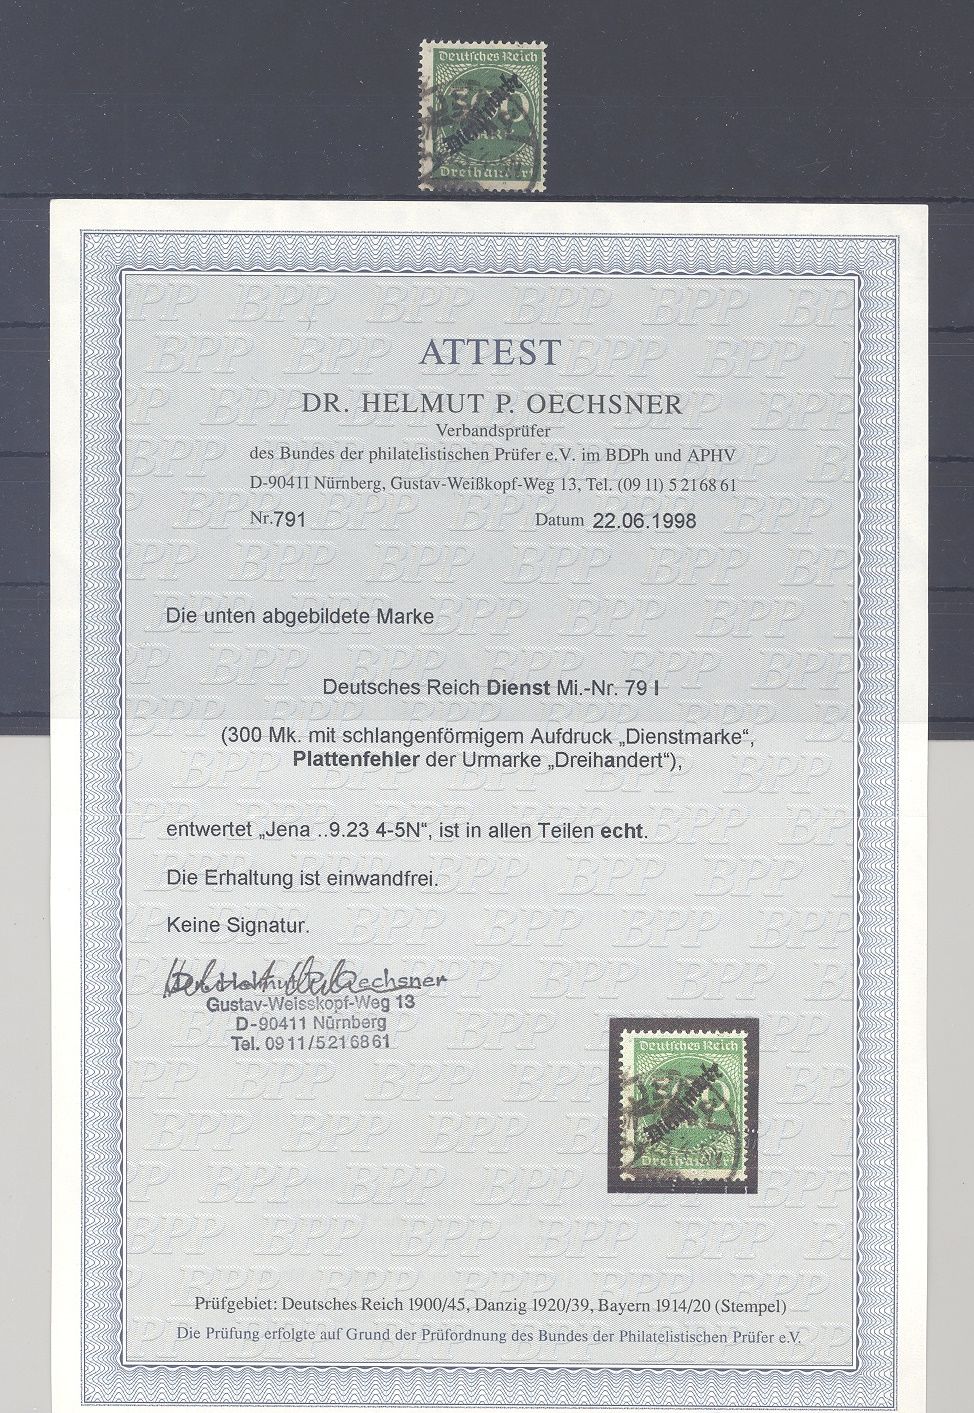 Deutsches Reich
Dreihandert
ATTEST
DR. HELMUT P. OECHSNER
Verbandsprüfer
des Bundes der philatelistischen Prüfer e.V. im BDPh und APHV
D-90411 Nürnberg, Gustav-Weißkopf-Weg 13, Tel. (09 11) 5 21 68 61
Nr. 791 Datum 22.06.1998
Die unten abgebildete Marke
Deutsches Reich Dienst Mi.-Nr. 79 I
(300 Mk. mit schlangenförmigem Aufdruck „Dienstmarke“,
Plattenfehler der Urmarke „Dreihandert“),
entwertet „Jena ..9.23 4-5N“, ist in allen Teilen echt.
Die Erhaltung ist einwandfrei.
Keine Signatur.
Dr. Helmut P. Oechsner
Gustav-Weisskopf-Weg 13
D-90411 Nürnberg
Tel. 0911/5216861
Deutsches Reich
Dreihandert
Prüfgebiet: Deutsches Reich 1900/45, Danzig 1920/39, Bayern 1914/20 (Stempel)
Die Prüfung erfolgte auf Grund der Prüfordnung des Bundes der Philatelistischen Prüfer e.V.